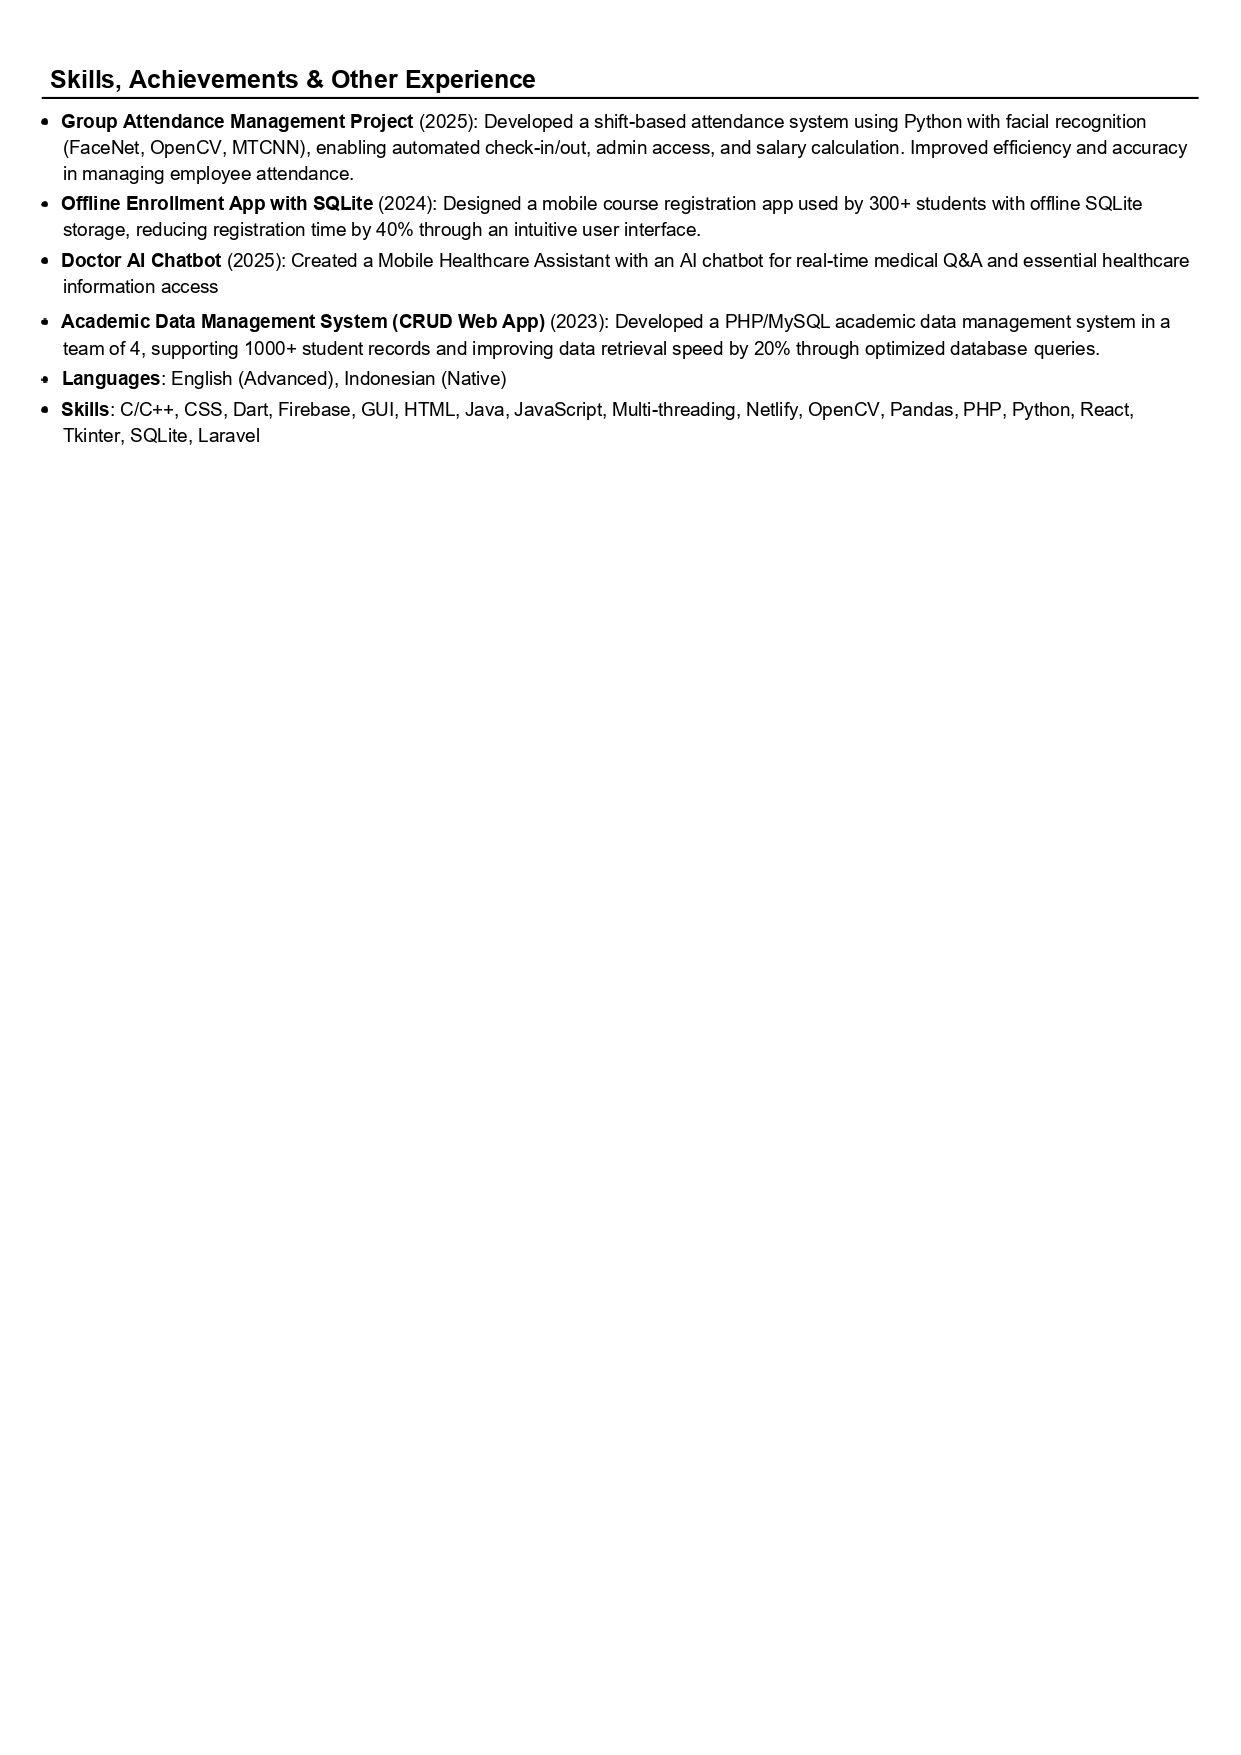 Skills, Achievements & Other Experience
• Group Attendance Management Project (2025): Developed a shift-based attendance system using Python with facial recognition
(FaceNet, OpenCV, MTCNN), enabling automated check-in/out, admin access, and salary calculation. Improved efficiency and accuracy
in managing employee attendance.
• Offline Enrollment App with SQLite (2024): Designed a mobile course registration app used by 300+ students with offline SQLite
storage, reducing registration time by 40% through an intuitive user interface.
• Doctor AI Chatbot (2025): Created a Mobile Healthcare Assistant with an AI chatbot for real-time medical Q&A and essential healthcare
information access
• Academic Data Management System (CRUD Web App) (2023): Developed a PHP/MySQL academic data management system in a
team of 4, supporting 1000+ student records and improving data retrieval speed by 20% through optimized database queries.
• Languages: English (Advanced), Indonesian (Native)
• Skills: C/C++, CSS, Dart, Firebase, GUI, HTML, Java, JavaScript, Multi-threading, Netlify, OpenCV, Pandas, PHP, Python, React,
Tkinter, SQLite, Laravel